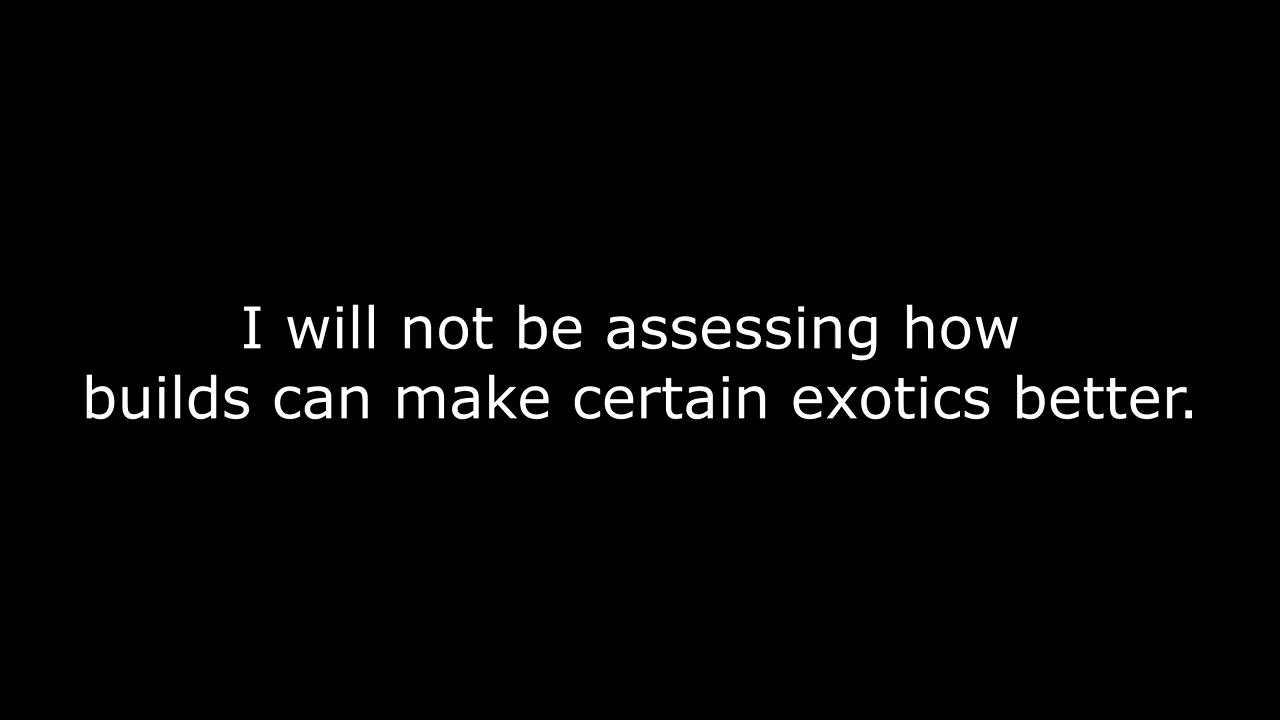 I will not be assessing how
builds can make certain exotics better.